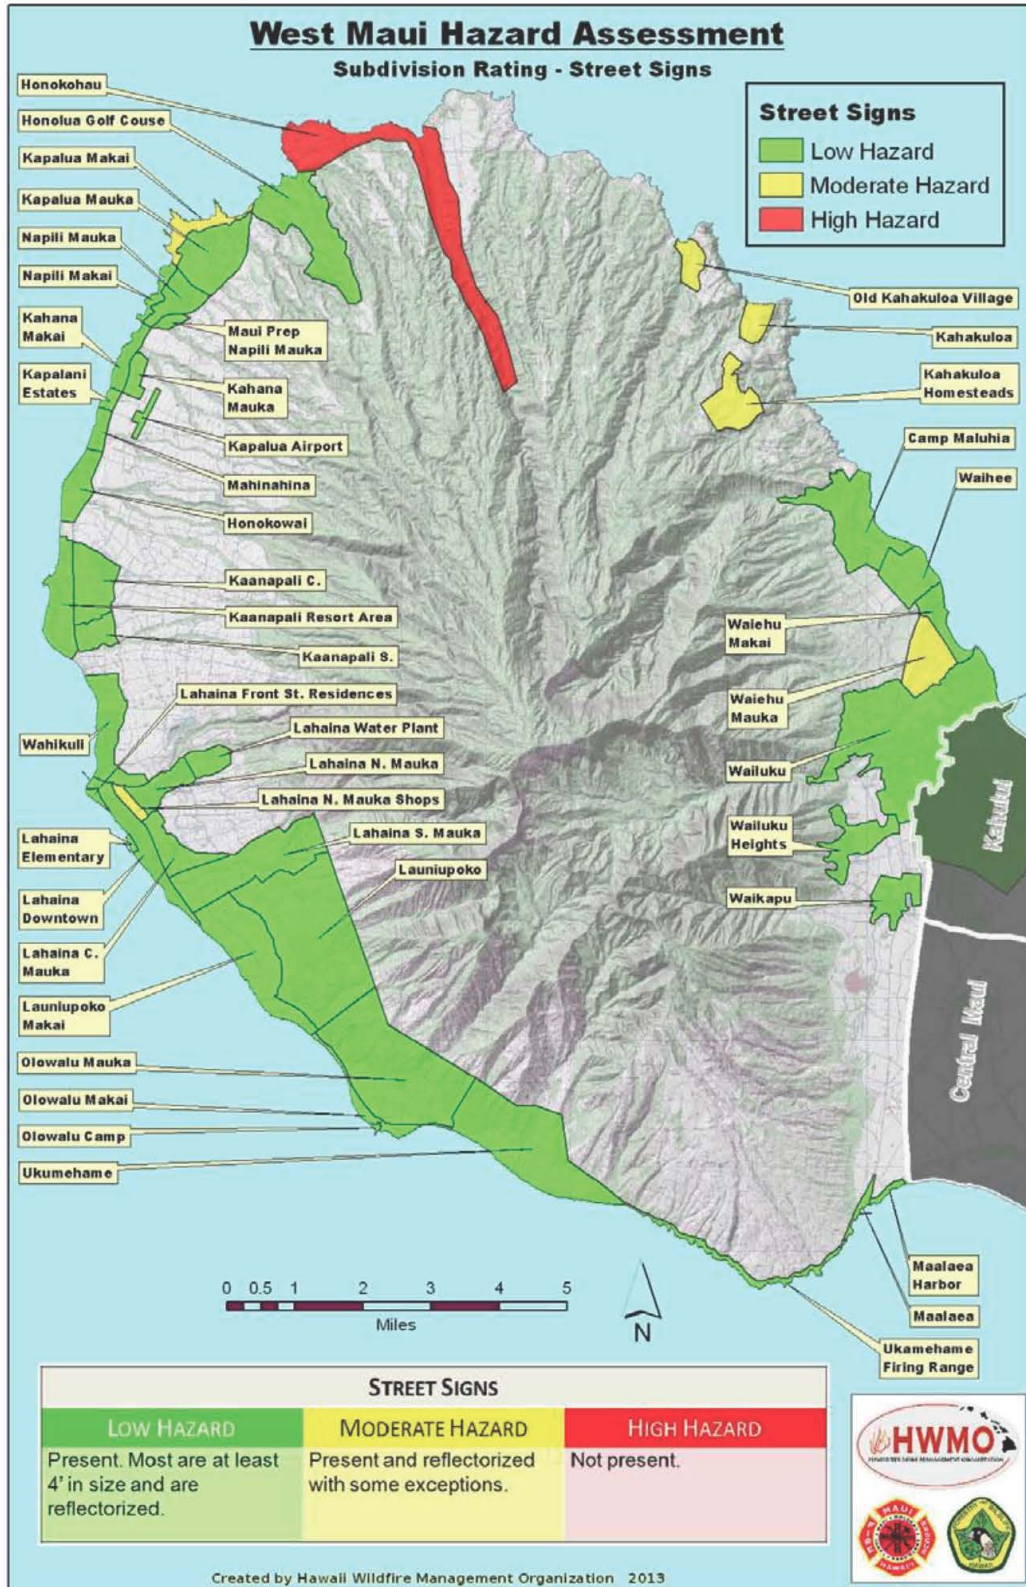 West Maui Hazard Assessment
Subdivision Rating - Street Signs
Street Signs
Low Hazard
Moderate Hazard
High Hazard
Honokohau
Honolua Golf Couse
Kapalua Makai
Kapalua Mauka
Napili Mauka
Napili Makai
Kahana
Makai
Kapalani
Estates
Maui Prep
Napili Mauka
Kahana
Mauka
Kapalua Airport
Mahinahina
Honokowai
Kaanapali C.
Kaanapali Resort Area
Kaanapali S.
Lahaina Front St. Residences
Lahaina Water Plant
Wahikuli
Lahaina N. Mauka
Lahaina N. Mauka Shops
Lahaina S. Mauka
Launiupoko
Lahaina
Elementary
Lahaina
Downtown
Lahaina C.
Mauka
Launiupoko
Makai
Olowalu Mauka
Olowalu Makai
Olowalu Camp
Ukumehame
Old Kahakuloa Village
Kahakuloa
Kahakuloa
Homesteads
Camp Maluhia
Waihee
Waiehu
Makai
Waiehu
Mauka
Wailuku
Wailuku
Heights
Waikapu
Kahului
Central Maui
Maalaea
Harbor
Maalaea
Ukamehame
Firing Range
0 0.5 1 2 3 4 5
Miles
N
STREET SIGNS
LOW HAZARD
MODERATE HAZARD
HIGH HAZARD
Present. Most are at least
4' in size and are
reflectorized.
Present and reflectorized
with some exceptions.
Not present.
HWMO
MAUI
FIRE
HAWAII
Created by Hawaii Wildfire Management Organization 2013